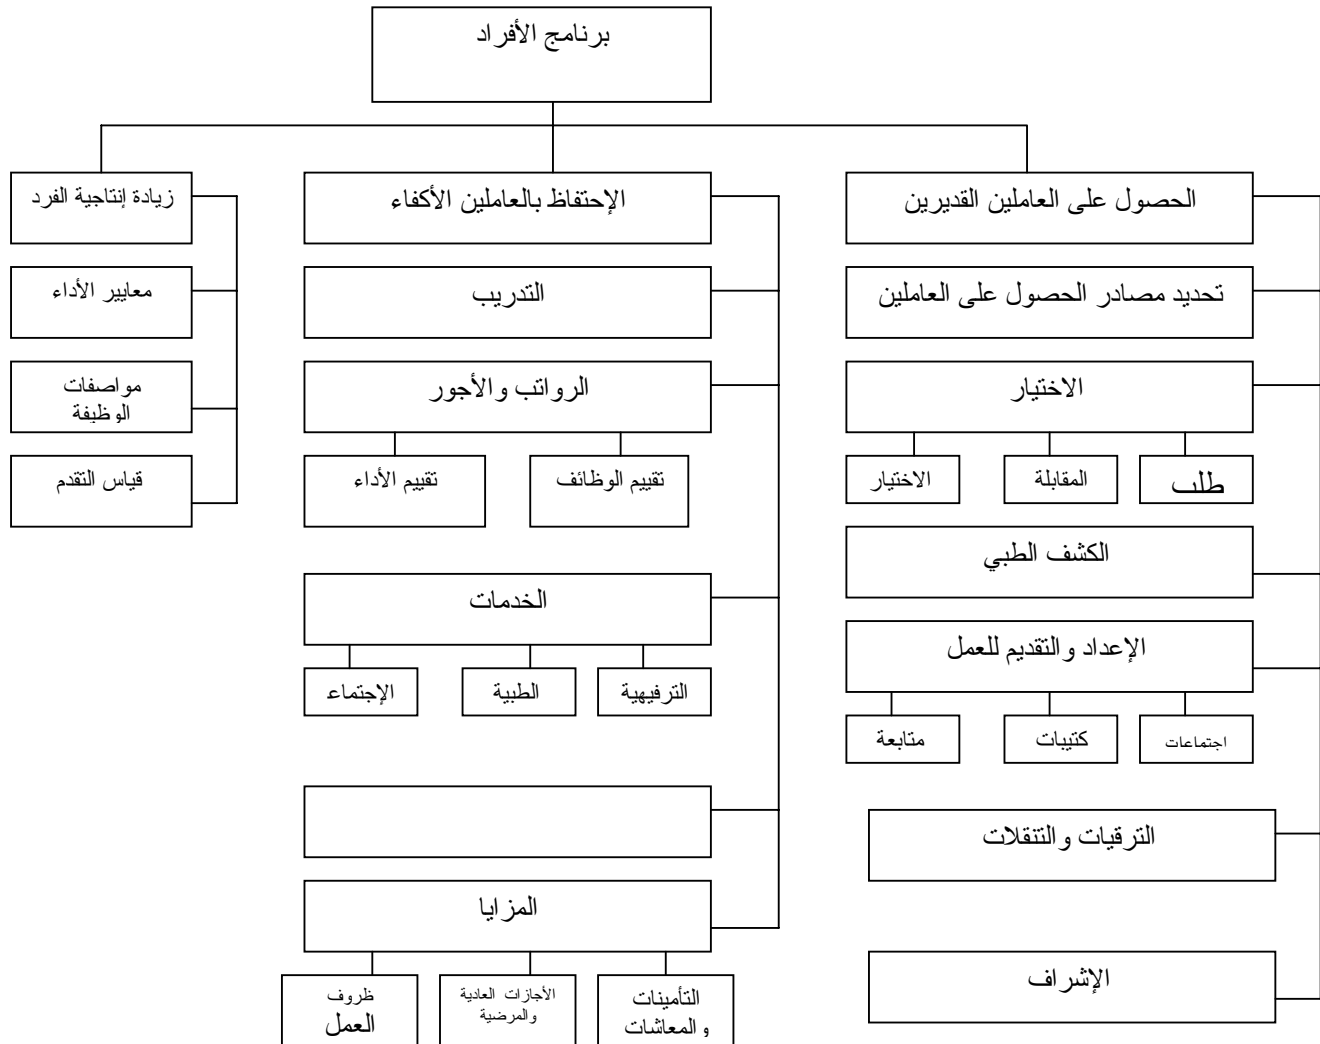 برنامج الأفراد
الحصول على العاملين القديرين
الإحتفاظ بالعاملين الأكفاء
زيادة إنتاجية الفرد
تحديد مصادر الحصول على العاملين
التدريب
معايير الأداء
الاختيار
الرواتب والأجور
مواصفات
الوظيفة
طلب
المقابلة
الاختيار
تقييم الوظائف
تقييم الأداء
قياس التقدم
الكشف الطبي
الخدمات
الإعداد والتقديم للعمل
الترفيهية
الطبية
الإجتماء
اجتماعات
كتيبات
متابعة
الترقيات والتنقلات
المزايا
الإشراف
التأمينات
والمعاشات
الأجازات العادية
والمرضية
ظروف
العمل